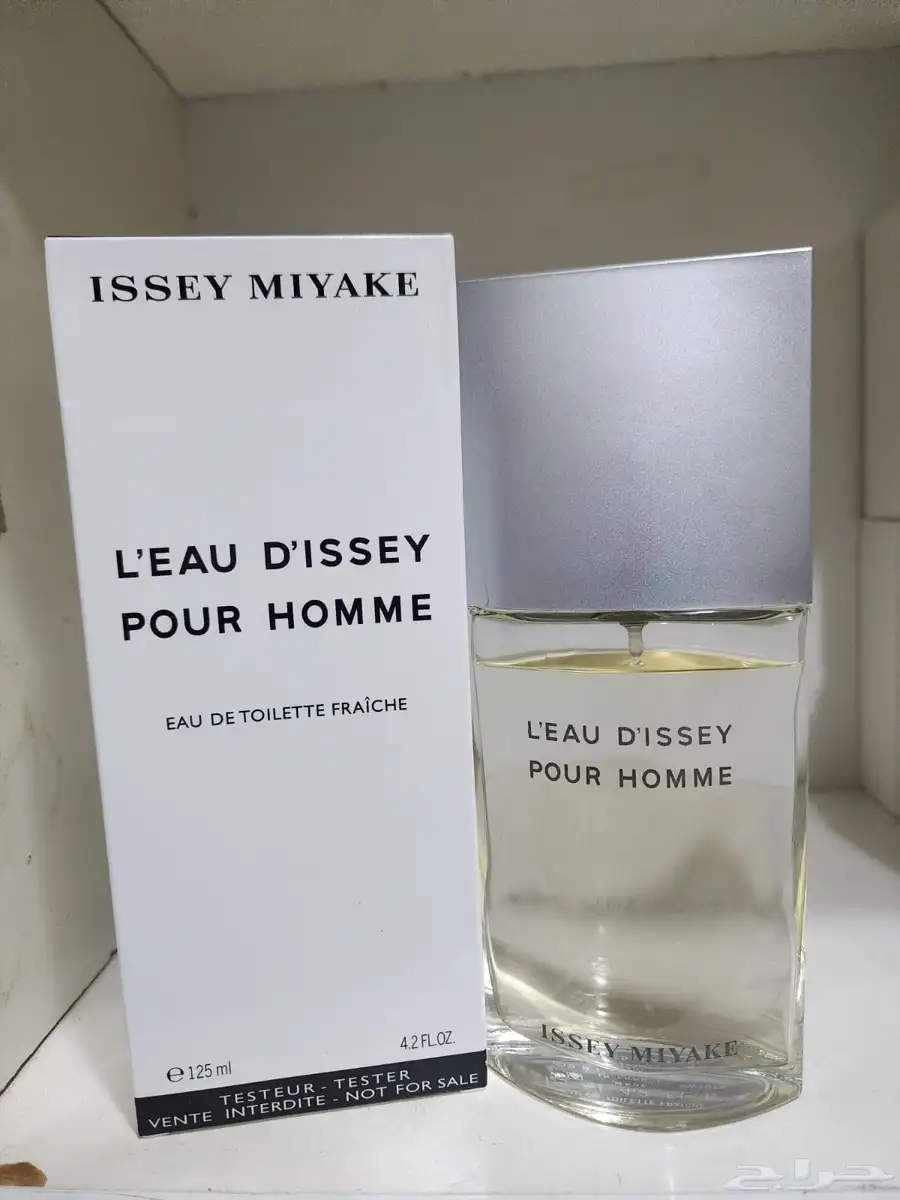 ISSEY MIYAKE
L'EAU D'ISSEY
POUR HOMME
EAU DE TOILETTE FRAÎCHE
4.2 FL.OZ.
℮ 125 ml
TESTEUR - TESTER
VENTE INTERDITE - NOT FOR SALE
L'EAU D'ISSEY
POUR HOMME
ISSEY MIYAKE
حراج